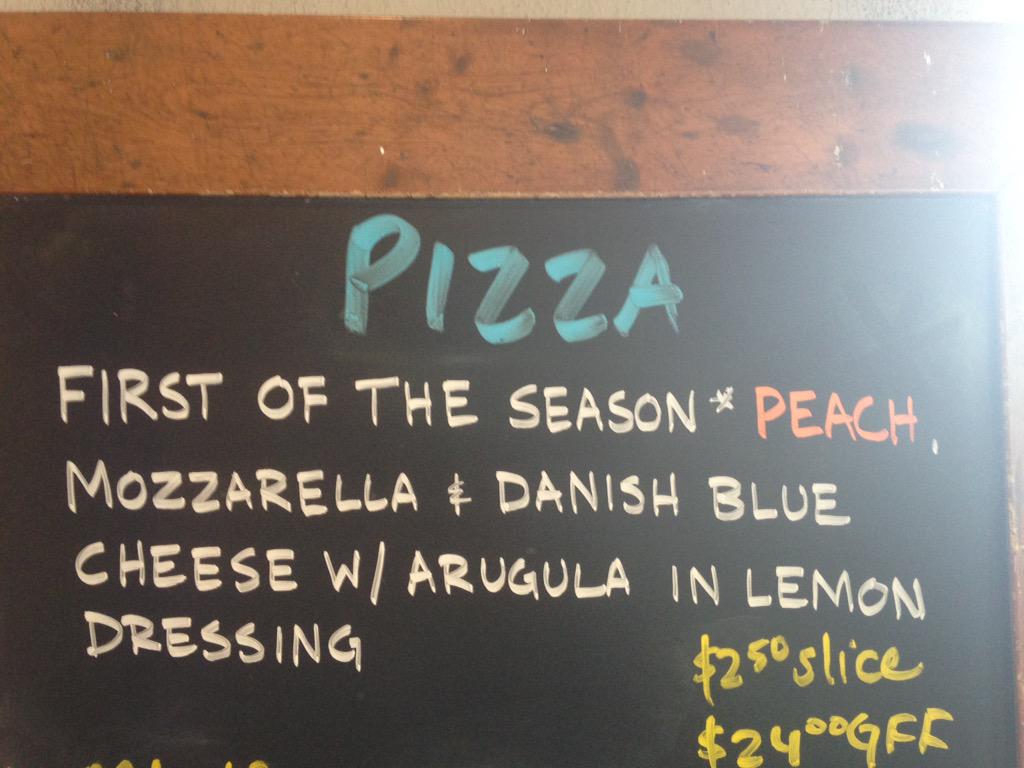 PIZZA
FIRST OF THE SEASON * PEACH,
MOZZARELLA & DANISH BLUE
CHEESE W/ ARUGULA IN LEMON
DRESSING
$2⁵⁰ slice
$24⁰⁰ GFF